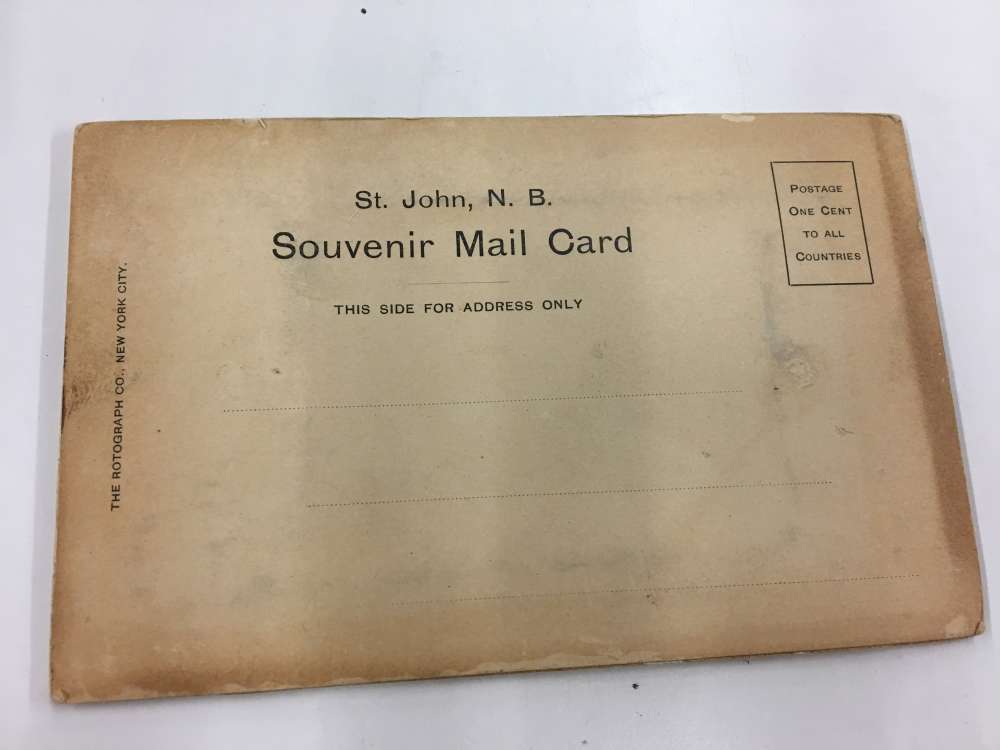 St. John, N. B.
Souvenir Mail Card
THIS SIDE FOR ADDRESS ONLY
POSTAGE
ONE CENT
TO ALL
COUNTRIES
THE ROTOGRAPH CO., NEW YORK CITY.